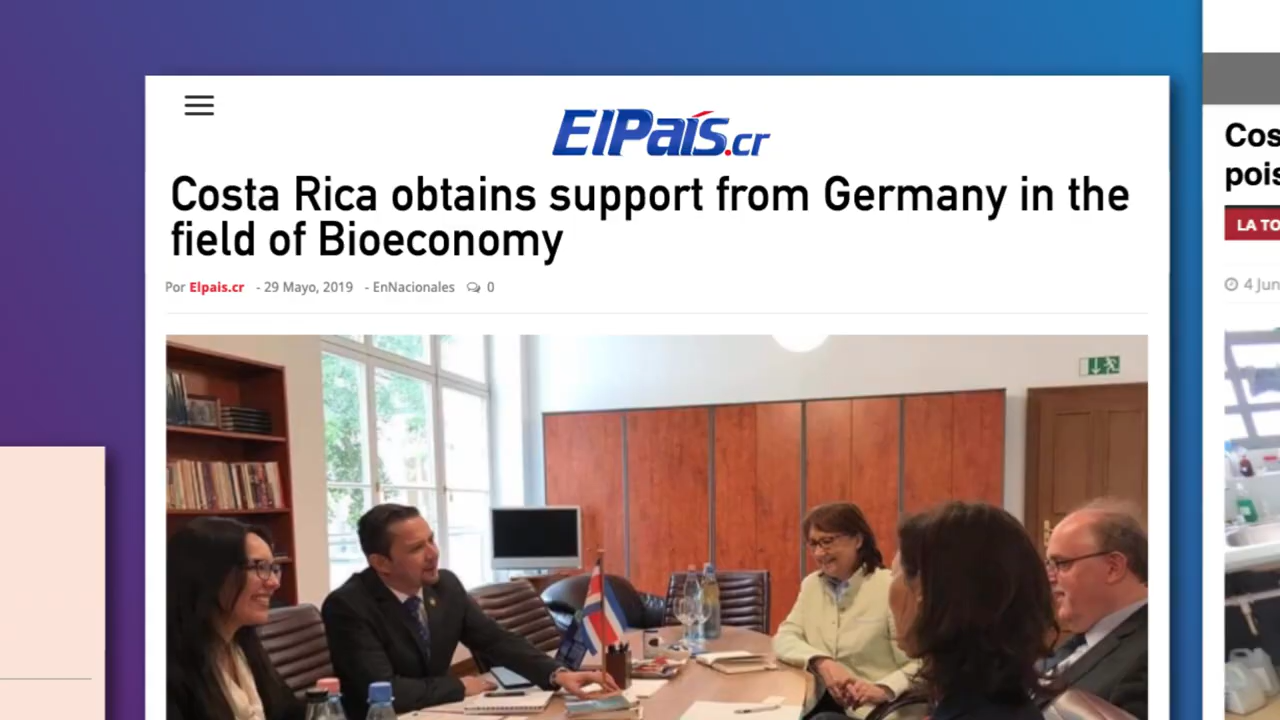 ElPaís.cr
Costa Rica obtains support from Germany in the
field of Bioeconomy
Por Elpais.cr - 29 Mayo, 2019 - EnNacionales 0
Cos
pois
LA TO
4 Jun